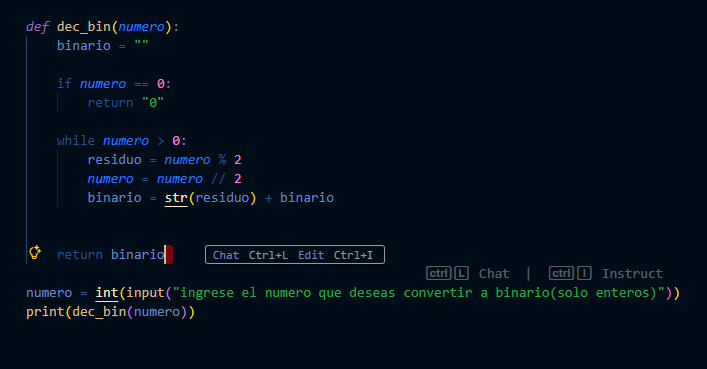 def dec_bin(numero):
binario = ""
if numero == 0:
return "0"
while numero > 0:
residuo = numero % 2
numero = numero // 2
binario = str(residuo) + binario
return binario
Chat Ctrl+L Edit Ctrl+I
ctrl L Chat | ctrl I Instruct
numero = int(input("ingrese el numero que deseas convertir a binario(solo enteros)"))
print(dec_bin(numero))